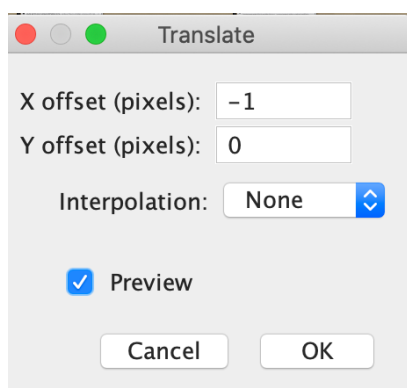 Translate
X offset (pixels): -1
Y offset (pixels): 0
Interpolation: None
Preview
Cancel OK